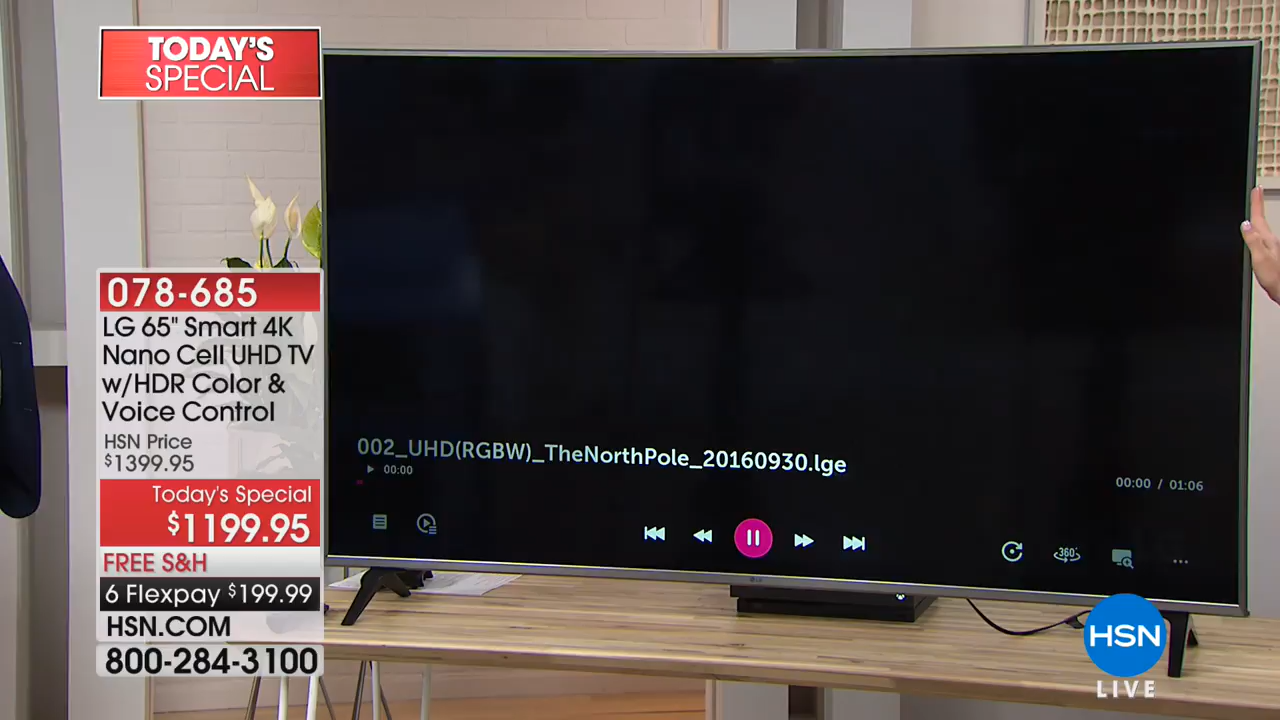 TODAY'S
SPECIAL
078-685
LG 65" Smart 4K
Nano Cell UHD TV
w/HDR Color &
Voice Control
HSN Price
$1399.95
Today's Special
$1199.95
FREE S&H
6 Flexpay $199.99
HSN.COM
800-284-3100
002_UHD(RGBW)_TheNorthPole_20160930.lge
00:00
00:00 / 01:06
360°
LG
HSN
LIVE